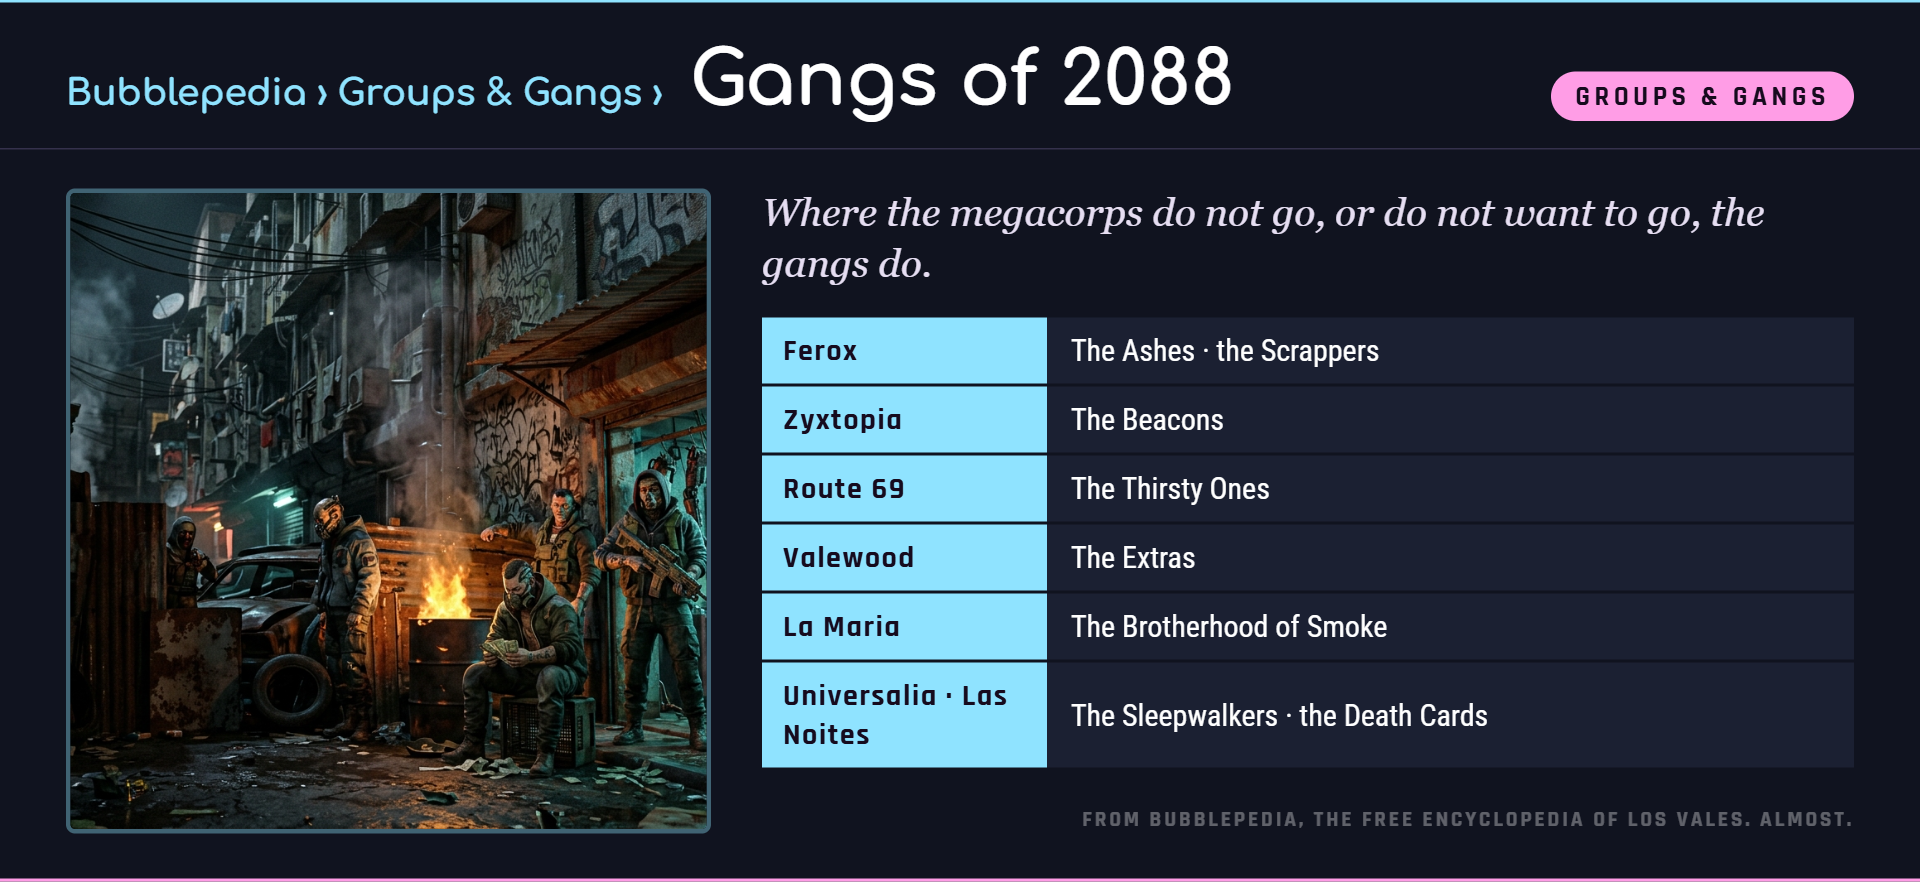 Bubblepedia › Groups & Gangs › Gangs of 2088
GROUPS & GANGS
Where the megacorps do not go, or do not want to go, the
gangs do.
Ferox
The Ashes · the Scrappers
Zyxtopia
The Beacons
Route 69
The Thirsty Ones
Valewood
The Extras
La Maria
The Brotherhood of Smoke
Universalia · Las
Noites
The Sleepwalkers · the Death Cards
FROM BUBBLEPEDIA, THE FREE ENCYCLOPEDIA OF LOS VALES. ALMOST.